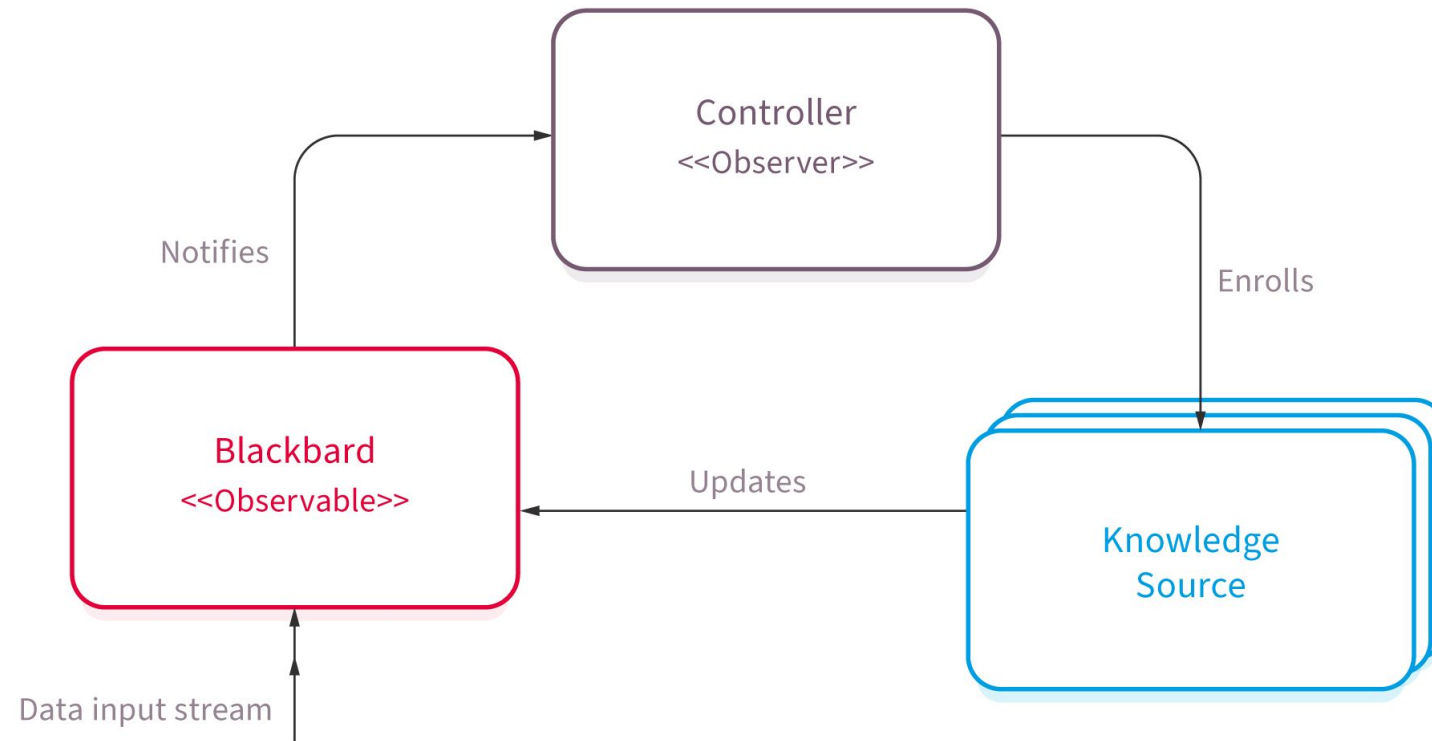 Controller
<<Observer>>
Notifies
Enrolls
Blackbard
<<Observable>>
Updates
Knowledge
Source
Data input stream